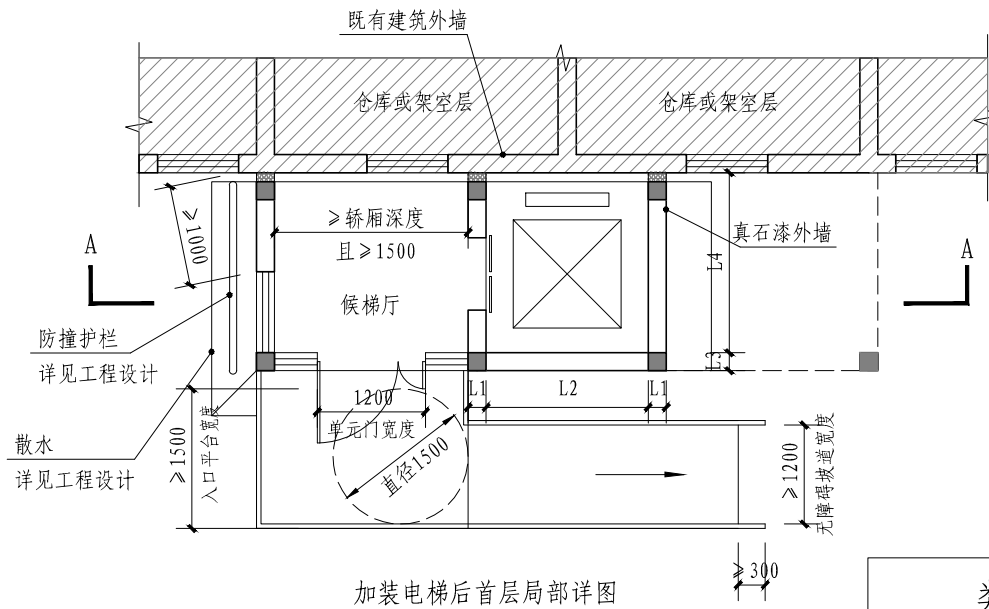 既有建筑外墙
仓库或架空层
仓库或架空层
≥轿厢深度
且≥1500
≥1000
真石漆外墙
L4
A
A
候梯厅
防撞护栏
详见工程设计
L3
L1
L2
L1
1200
单元门宽度
直径1500
≥1500
入口平台宽度
散水
详见工程设计
≥1200
无障碍坡道宽度
≥300
加装电梯后首层局部详图